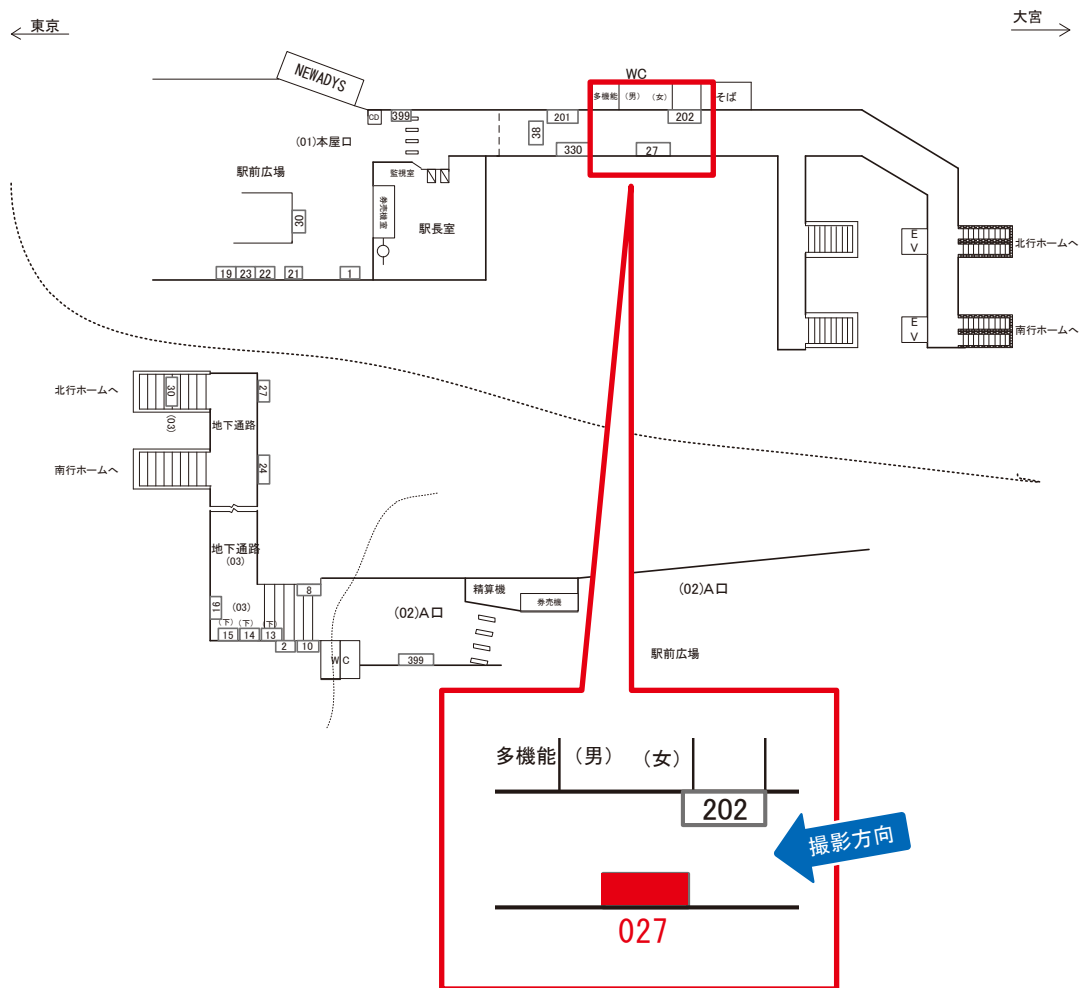 東京
大宮
NEWDAYS
WC
多機能
(男)
(女)
そば
CD
399
201
38
202
330
27
(01)本屋口
監視室
駅前広場
券売機室
駅長室
30
19
23
22
21
1
EV
北行ホームへ
EV
南行ホームへ
北行ホームへ
30
(03)
27
地下通路
南行ホームへ
24
地下通路
(03)
16
(03)
8
(下)
(下)
(下)
15
14
13
2
10
WC
(02)A口
399
精算機
券売機
(02)A口
駅前広場
多機能
(男)
(女)
202
撮影方向
027